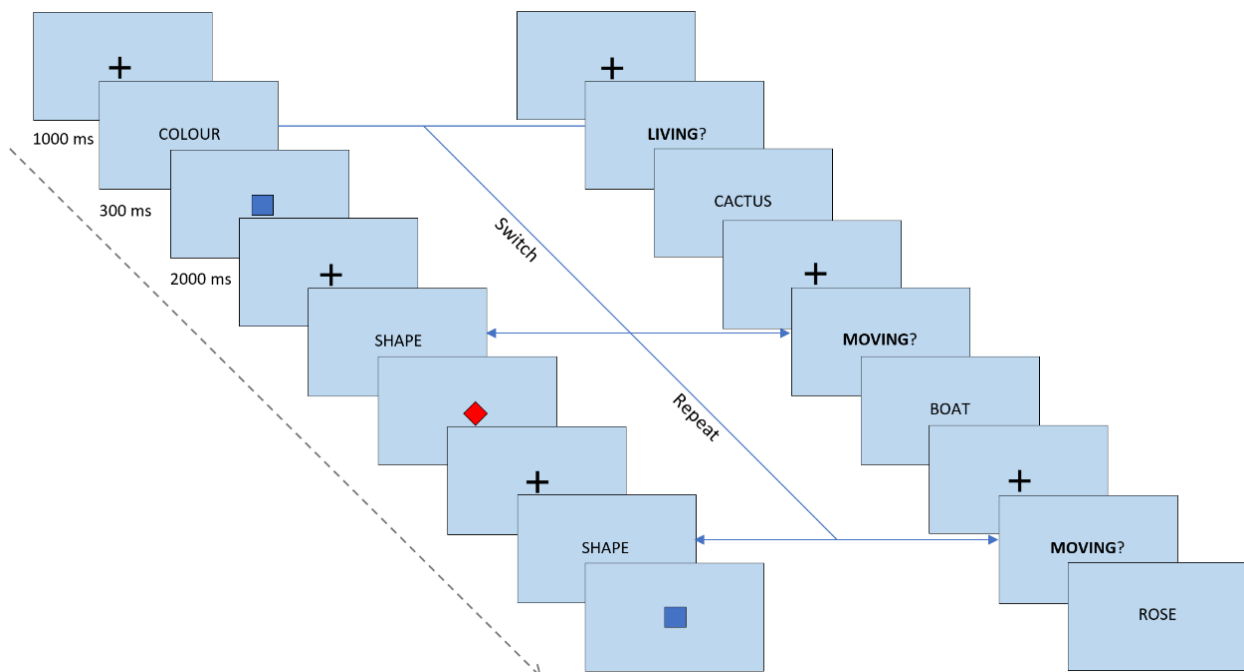 1000 ms
COLOUR
300 ms
2000 ms
SHAPE
SHAPE
Switch
Repeat
LIVING?
CACTUS
MOVING?
BOAT
MOVING?
ROSE